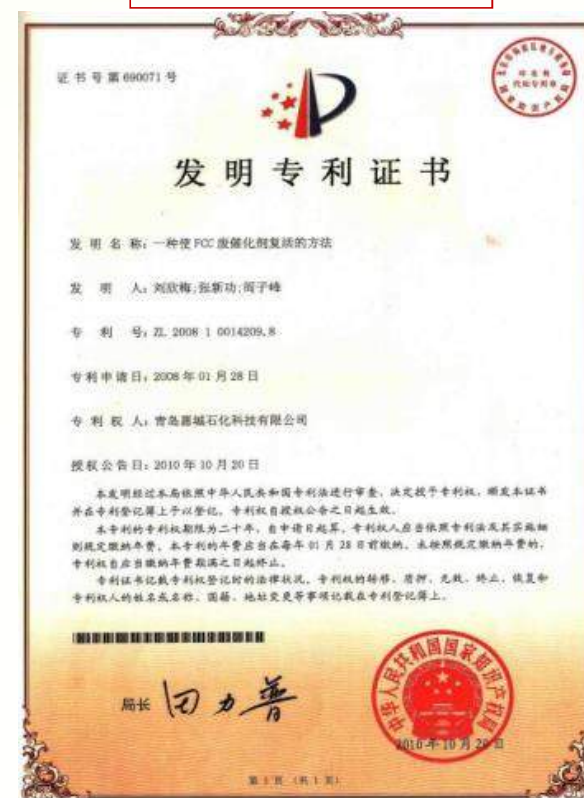 证书号第690071号
发明专利证书
发明名称：一种使FCC废催化剂复活的方法
发明人：刘欣梅;张新功;阎子峰
专利号：ZL 2008 1 0014209.8
专利申请日：2008年01月28日
专利权人：青岛惠城石化科技有限公司
授权公告日：2010年10月20日
本发明经过本局依照中华人民共和国专利法进行审查，决定授予专利权，颁发本证书
并在专利登记簿上予以登记。专利权自授权公告之日起生效。
本专利的专利权期限为二十年，自申请日起算。专利权人应当依照专利法及其实施细
则规定缴纳年费。本专利的年费应当在每年01月28日前缴纳。未按照规定缴纳年费的，
专利权自应当缴纳年费期满之日起终止。
专利证书记载专利权登记时的法律状况。专利权的转移、质押、无效、终止、恢复和
专利权人的姓名或名称、国籍、地址变更等事项记载在专利登记簿上。
局长 田力普
中华人民共和国国家知识产权局
2010年10月20日
第1页（共1页）